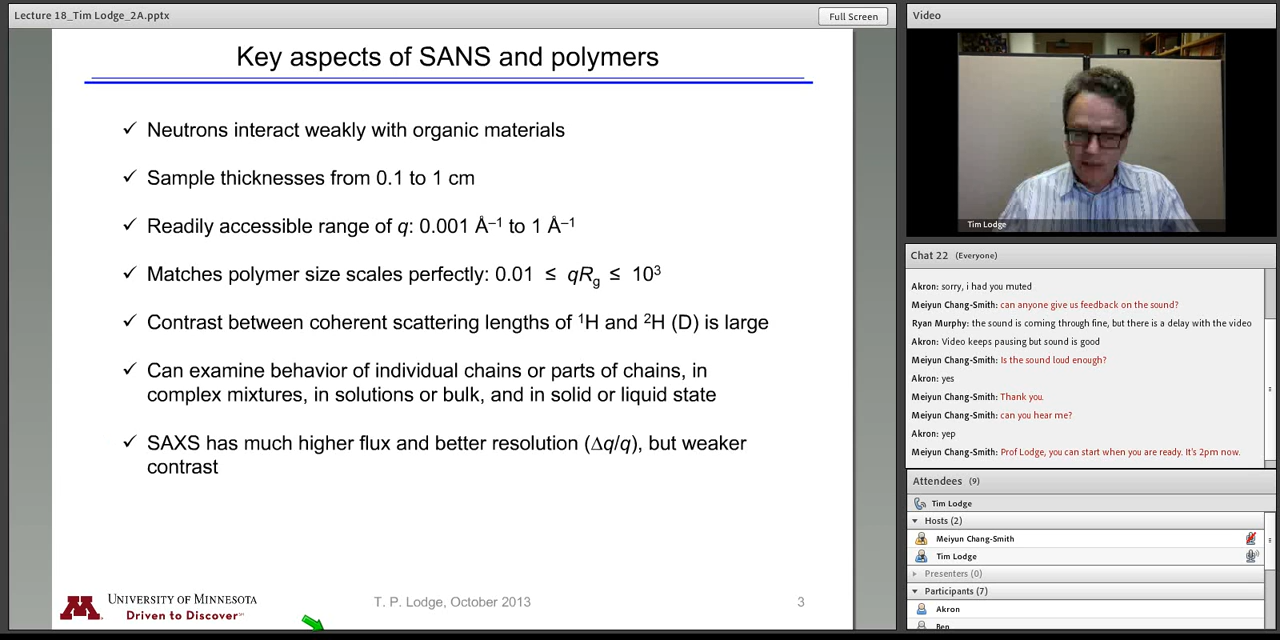 Lecture 18_Tim Lodge_2A.pptx
Full Screen
Key aspects of SANS and polymers
✓ Neutrons interact weakly with organic materials
✓ Sample thicknesses from 0.1 to 1 cm
✓ Readily accessible range of q: 0.001 Å⁻¹ to 1 Å⁻¹
✓ Matches polymer size scales perfectly: 0.01 ≤ qRg ≤ 10³
✓ Contrast between coherent scattering lengths of ¹H and ²H (D) is large
✓ Can examine behavior of individual chains or parts of chains, in
complex mixtures, in solutions or bulk, and in solid or liquid state
✓ SAXS has much higher flux and better resolution (Δq/q), but weaker
contrast
M
UNIVERSITY OF MINNESOTA
Driven to Discover℠
T. P. Lodge, October 2013
3
Video
Tim Lodge
Chat 22 (Everyone)
Akron: sorry, i had you muted
Meiyun Chang-Smith: can anyone give us feedback on the sound?
Ryan Murphy: the sound is coming through fine, but there is a delay with the video
Akron: Video keeps pausing but sound is good
Meiyun Chang-Smith: Is the sound loud enough?
Akron: yes
Meiyun Chang-Smith: Thank you.
Meiyun Chang-Smith: can you hear me?
Akron: yep
Meiyun Chang-Smith: Prof Lodge, you can start when you are ready. It's 2pm now.
Attendees (9)
Tim Lodge
Hosts (2)
Meiyun Chang-Smith
Tim Lodge
Presenters (0)
Participants (7)
Akron
Ben